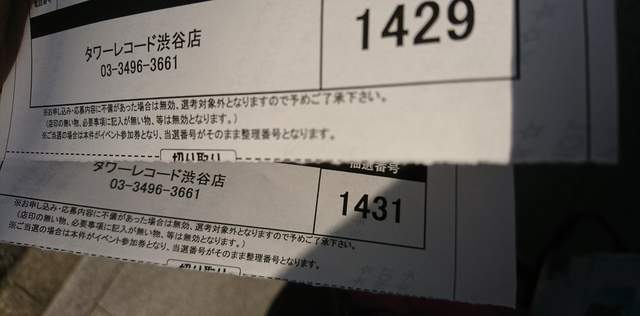 タワーレコード渋谷店
03-3496-3661
1429
※お申し込み・応募内容に不備があった場合は無効、選考対象外となりますので予めご了承下さい。
(店印の無い物、必要事項に記入が無い物、等は無効となります。)
※ご当選の場合は本件がイベント参加券となり、当選番号がそのまま整理番号となります。
切り取り
タワーレコード渋谷店
03-3496-3661
抽選番号
1431
※お申し込み・応募内容に不備があった場合は無効、選考対象外となりますので予めご了承下さい。
(店印の無い物、必要事項に記入が無い物、等は無効となります。)
※ご当選の場合は本件がイベント参加券となり、当選番号がそのまま整理番号となります。
切り取り